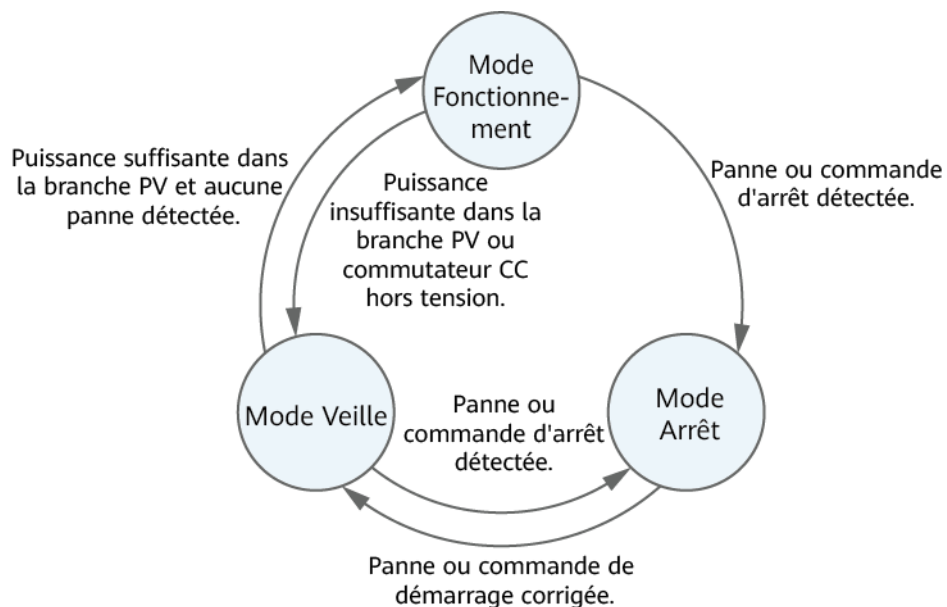 Mode
Fonctionne-
ment
Puissance suffisante dans
la branche PV et aucune
panne détectée.
Puissance
insuffisante dans la
branche PV ou
commutateur CC
hors tension.
Panne ou commande
d'arrêt détectée.
Mode Veille
Panne ou
commande d'arrêt
détectée.
Mode
Arrêt
Panne ou commande de
démarrage corrigée.